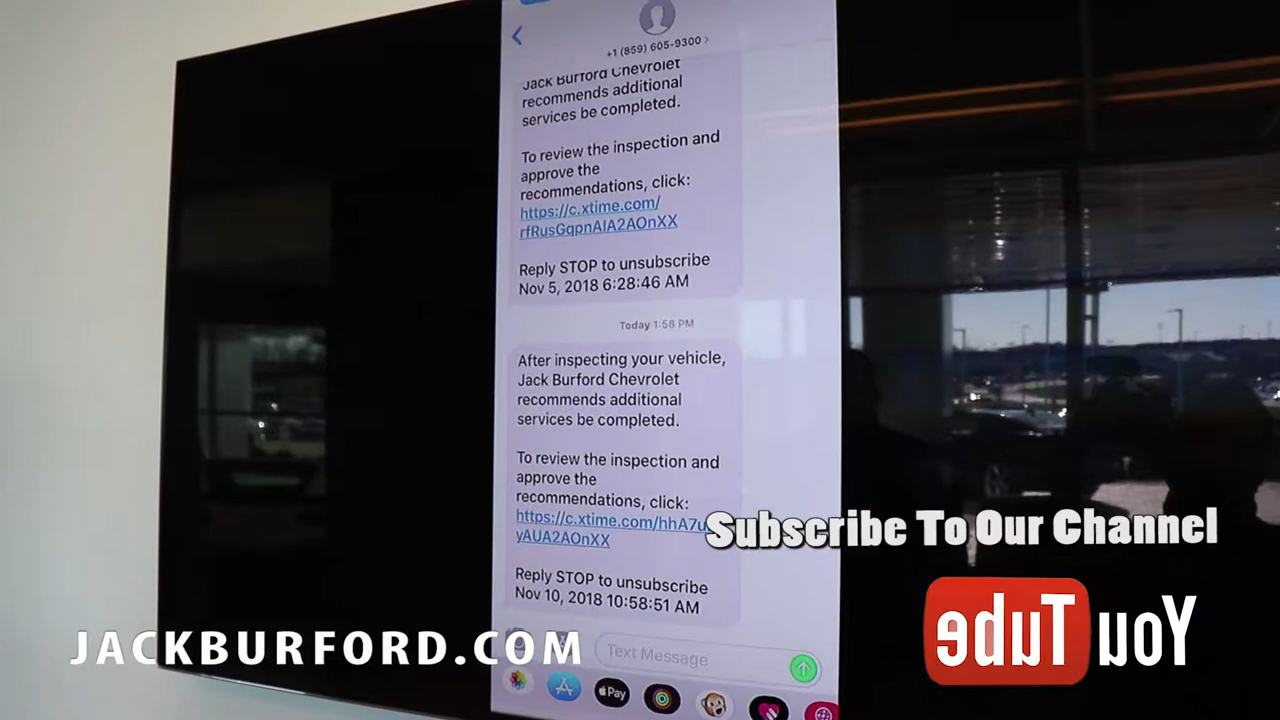 +1 (859) 605-9300 >
Jack Burford Chevrolet
recommends additional
services be completed.
To review the inspection and
approve the
recommendations, click:
https://c.xtime.com/
rfRusGqpnAIA2AOnXX
Reply STOP to unsubscribe
Nov 5, 2018 6:28:46 AM
Today 1:58 PM
After inspecting your vehicle,
Jack Burford Chevrolet
recommends additional
services be completed.
To review the inspection and
approve the
recommendations, click:
https://c.xtime.com/hhA7u
yAUA2AOnXX
Reply STOP to unsubscribe
Nov 10, 2018 10:58:51 AM
Text Message
Pay
Subscribe To Our Channel
YouTube
JACKBURFORD.COM